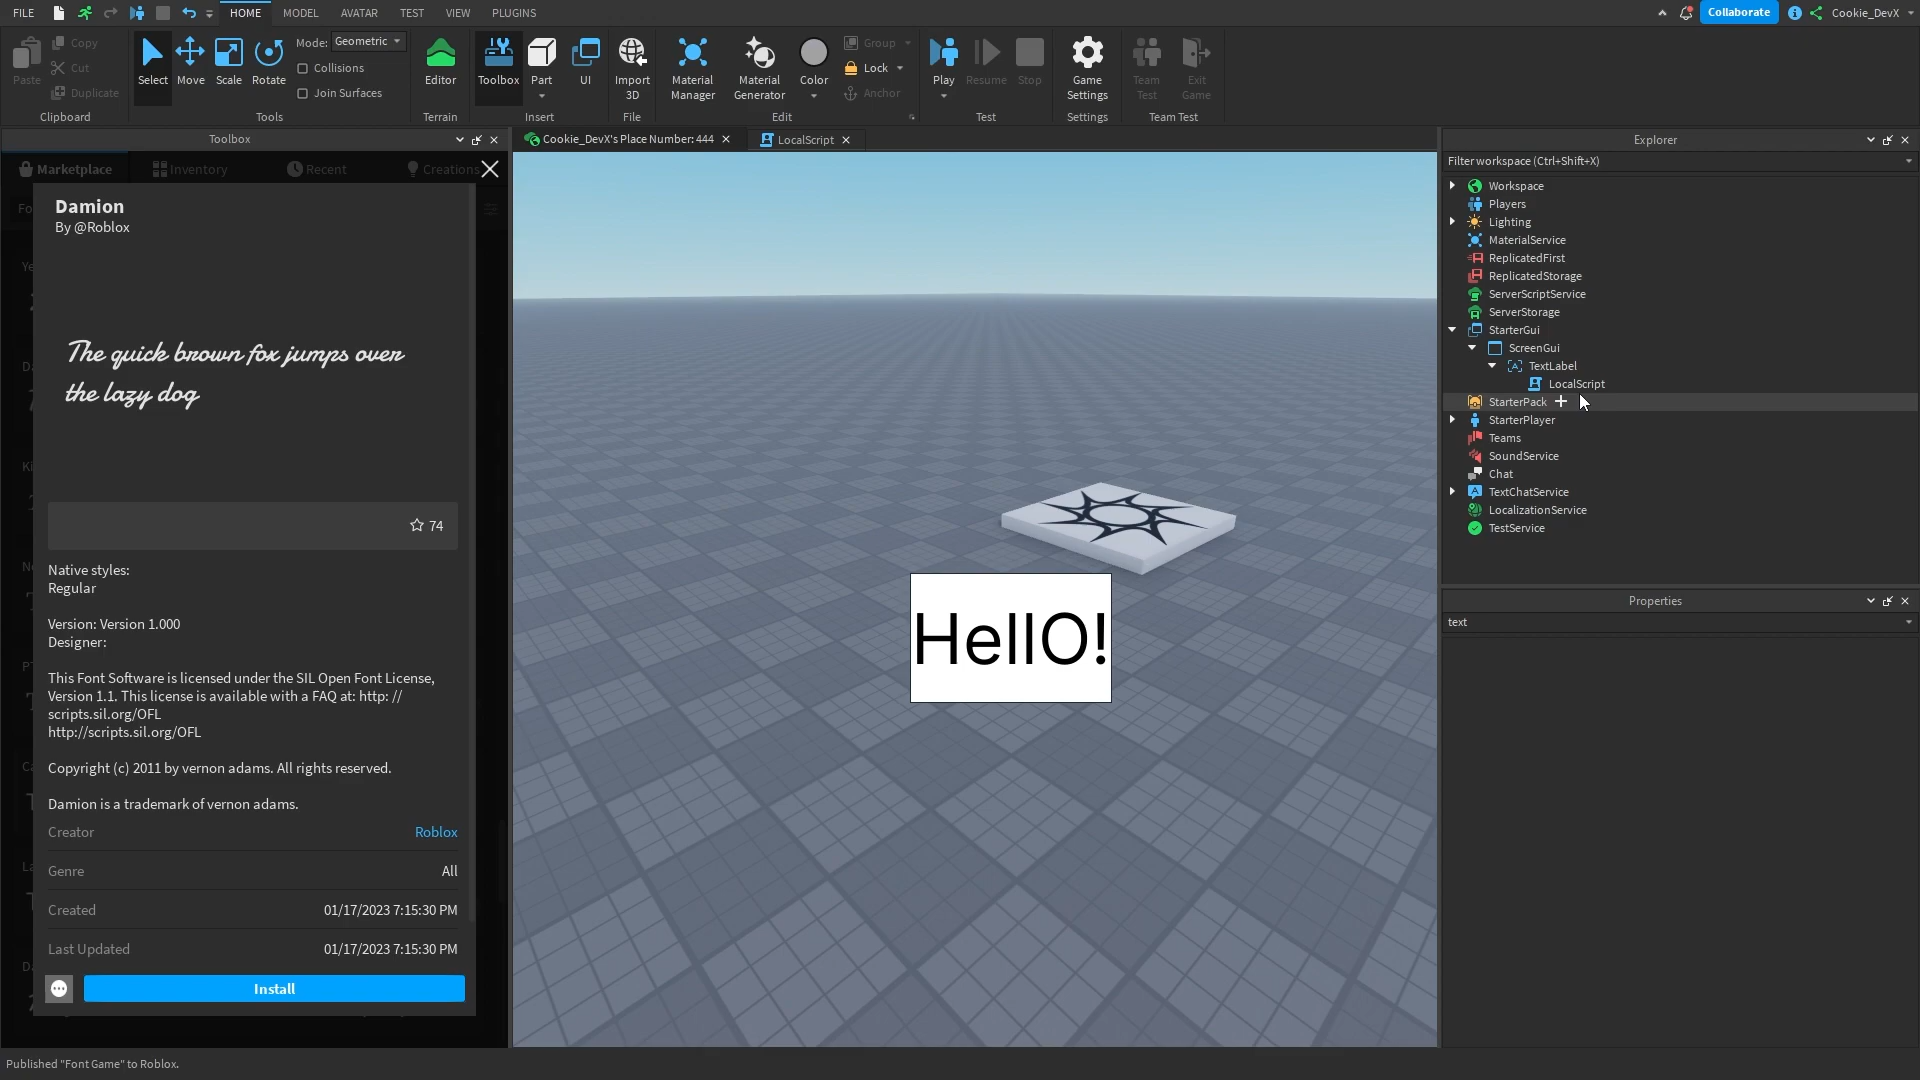 FILE
HOME
MODEL
AVATAR
TEST
VIEW
PLUGINS
Collaborate
Cookie_DevX
Paste
Copy
Cut
Duplicate
Clipboard
Select
Move
Scale
Rotate
Mode: Geometric
Collisions
Join Surfaces
Tools
Editor
Terrain
Toolbox
Part
UI
Insert
Import
3D
File
Material
Manager
Material
Generator
Color
Group
Lock
Anchor
Edit
Play
Resume
Stop
Test
Game
Settings
Settings
Team
Test
Exit
Game
Team Test
Toolbox
Marketplace
Inventory
Recent
Creations
Damion
By @Roblox
The quick brown fox jumps over
the lazy dog
74
Native styles:
Regular
Version: Version 1.000
Designer:
This Font Software is licensed under the SIL Open Font License,
Version 1.1. This license is available with a FAQ at: http: //
scripts.sil.org/OFL
http://scripts.sil.org/OFL
Copyright (c) 2011 by vernon adams. All rights reserved.
Damion is a trademark of vernon adams.
Creator
Roblox
Genre
All
Created
01/17/2023 7:15:30 PM
Last Updated
01/17/2023 7:15:30 PM
Install
Cookie_DevX's Place Number: 444
LocalScript
HellO!
Explorer
Filter workspace (Ctrl+Shift+X)
Workspace
Players
Lighting
MaterialService
ReplicatedFirst
ReplicatedStorage
ServerScriptService
ServerStorage
StarterGui
ScreenGui
TextLabel
LocalScript
StarterPack
StarterPlayer
Teams
SoundService
Chat
TextChatService
LocalizationService
TestService
Properties
text
Published "Font Game" to Roblox.